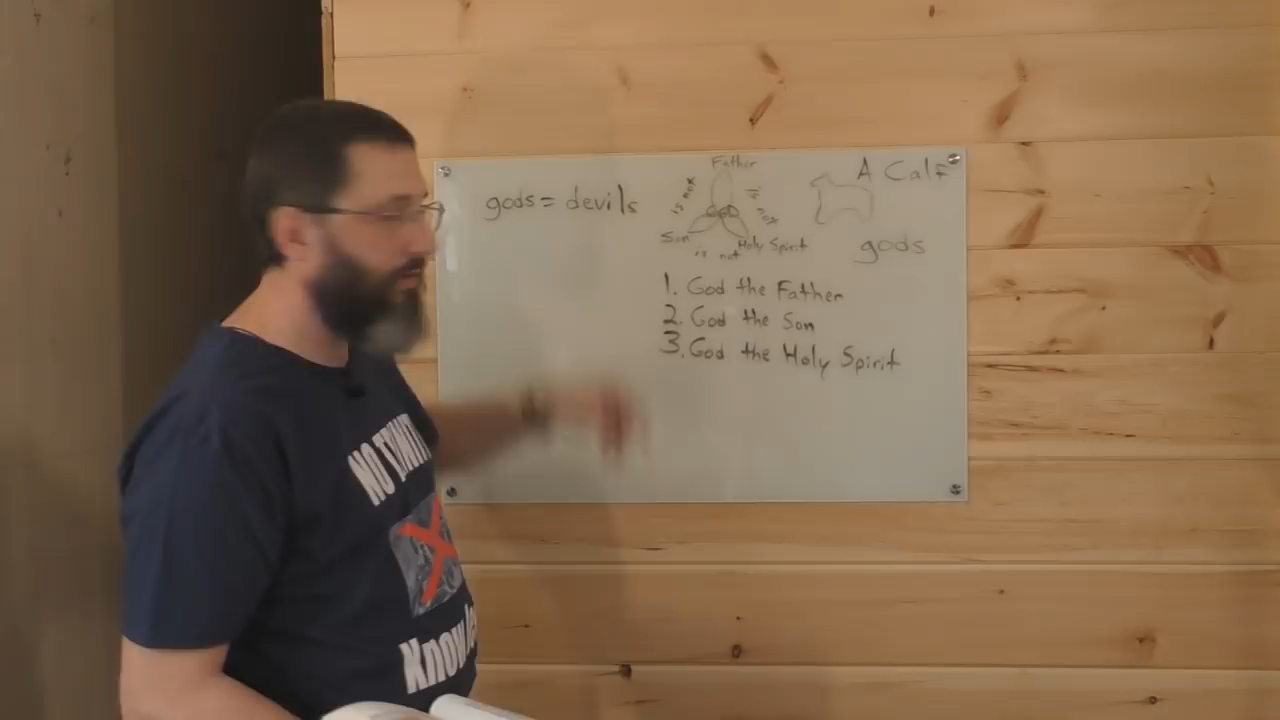 gods = devils
Father
is not
is not
God
Son
Holy Spirit
is not
A Calf
gods
1. God the Father
2. God the Son
3. God the Holy Spirit
NO